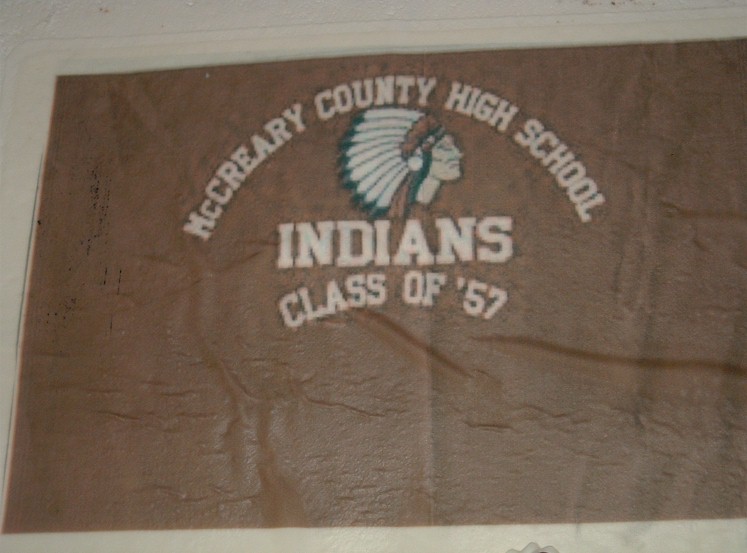 McCREARY COUNTY HIGH SCHOOL
INDIANS
CLASS OF '57